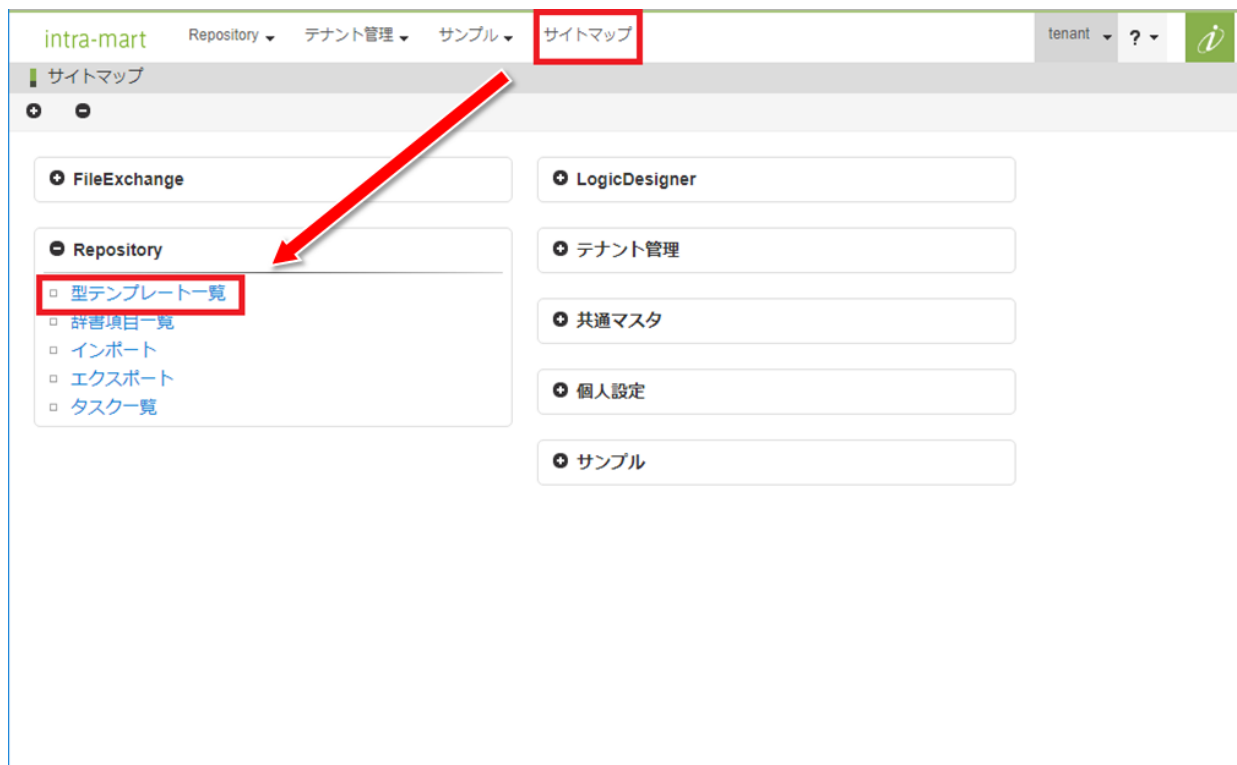 intra-mart Repository テナント管理 サンプル サイトマップ tenant ?
サイトマップ
FileExchange
Repository
型テンプレート一覧
辞書項目一覧
インポート
エクスポート
タスク一覧
LogicDesigner
テナント管理
共通マスタ
個人設定
サンプル